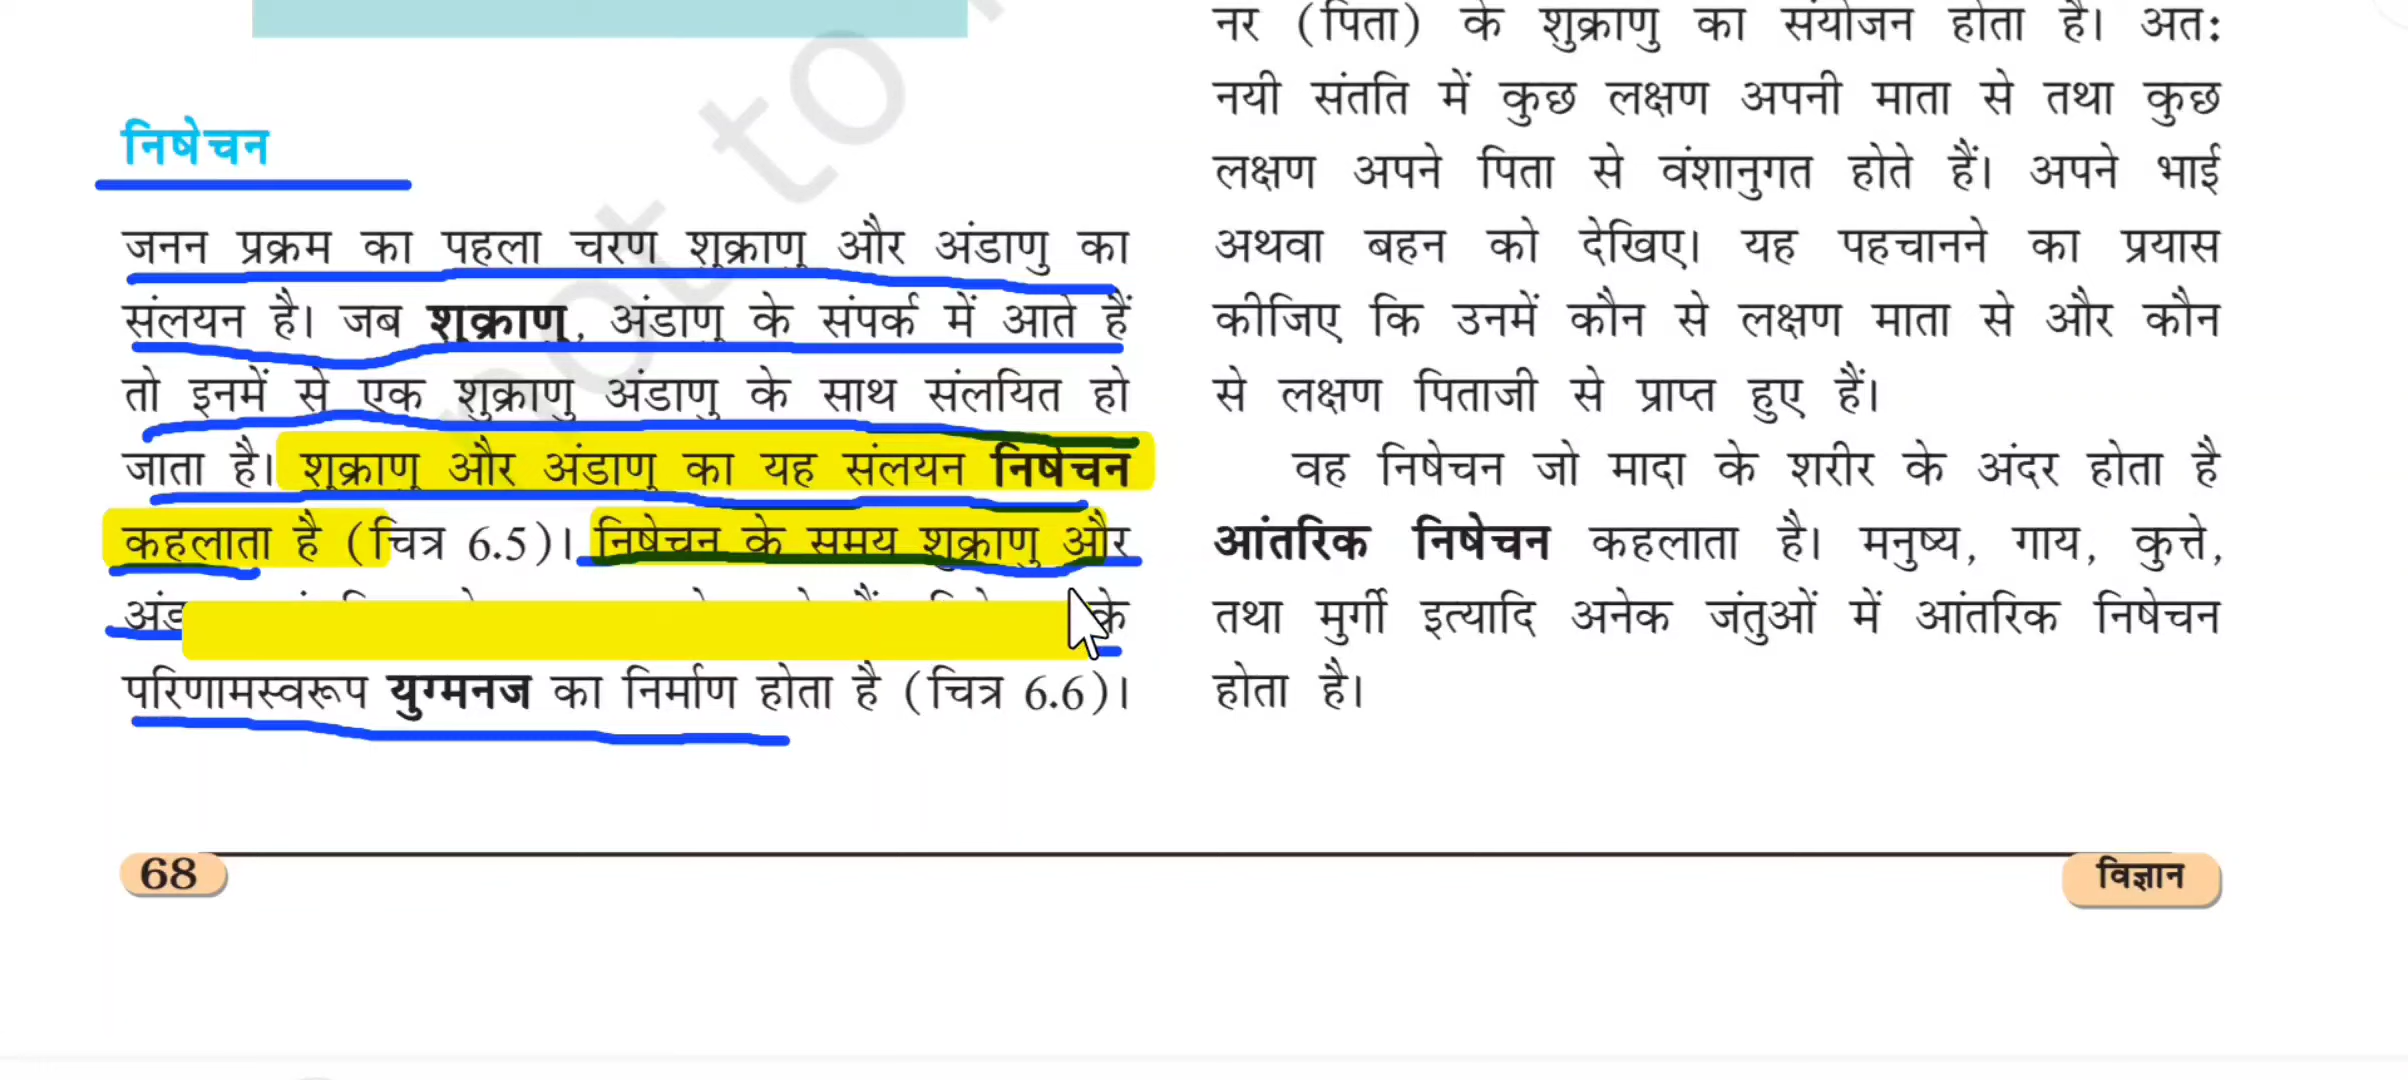 निषेचन
जनन प्रक्रम का पहला चरण शुक्राणु और अंडाणु का
संलयन है। जब शुक्राणु, अंडाणु के संपर्क में आते हैं
तो इनमें से एक शुक्राणु अंडाणु के साथ संलयित हो
जाता है। शुक्राणु और अंडाणु का यह संलयन निषेचन
कहलाता है (चित्र 6.5)। निषेचन के समय शुक्राणु और
के
परिणामस्वरूप युग्मनज का निर्माण होता है (चित्र 6.6)।
नर (पिता) के शुक्राणु का संयोजन होता है। अतः
नयी संतति में कुछ लक्षण अपनी माता से तथा कुछ
लक्षण अपने पिता से वंशानुगत होते हैं। अपने भाई
अथवा बहन को देखिए। यह पहचानने का प्रयास
कीजिए कि उनमें कौन से लक्षण माता से और कौन
से लक्षण पिताजी से प्राप्त हुए हैं।
वह निषेचन जो मादा के शरीर के अंदर होता है
आंतरिक निषेचन कहलाता है। मनुष्य, गाय, कुत्ते,
तथा मुर्गी इत्यादि अनेक जंतुओं में आंतरिक निषेचन
होता है।
not to
68
विज्ञान